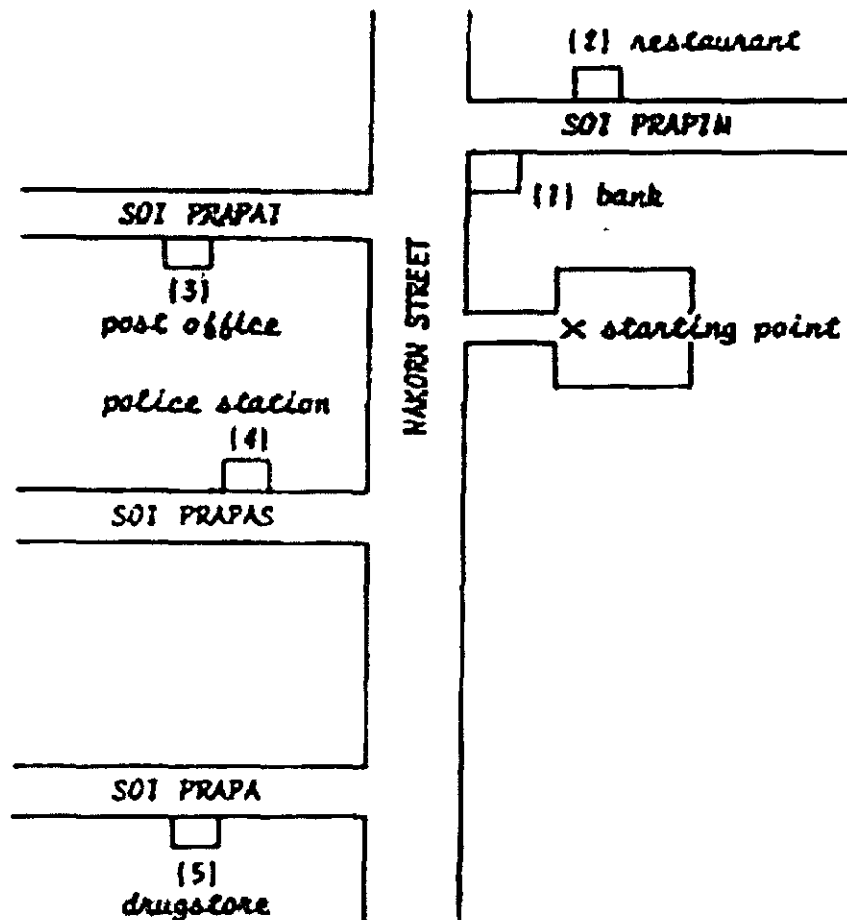 (2) restaurant
SOI PRAPIM
(1) bank
SOI PRAPAI
(3)
post office
NAKORN STREET
X starting point
police station
(4)
SOI PRAPAS
SOI PRAPA
(5)
drugstore